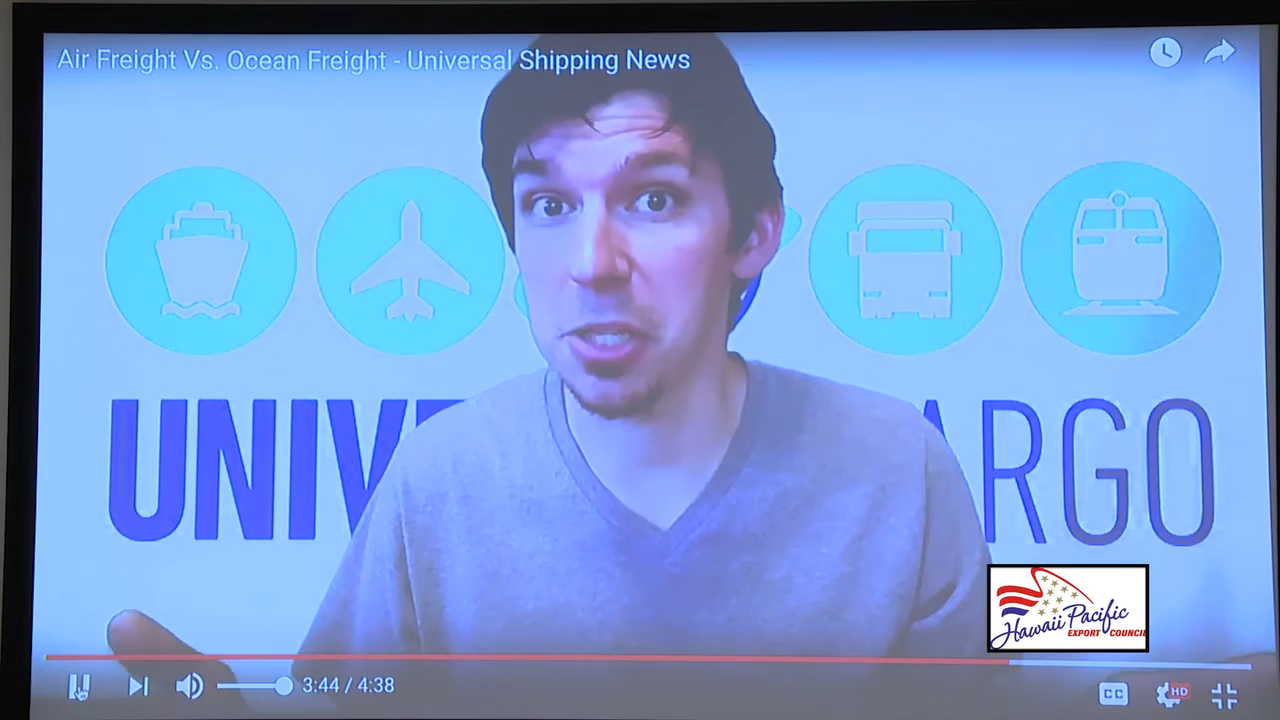 Air Freight Vs. Ocean Freight - Universal Shipping News
UNIV ARGO
Hawaii Pacific
EXPORT COUNCIL
3:44 / 4:38
CC
HD